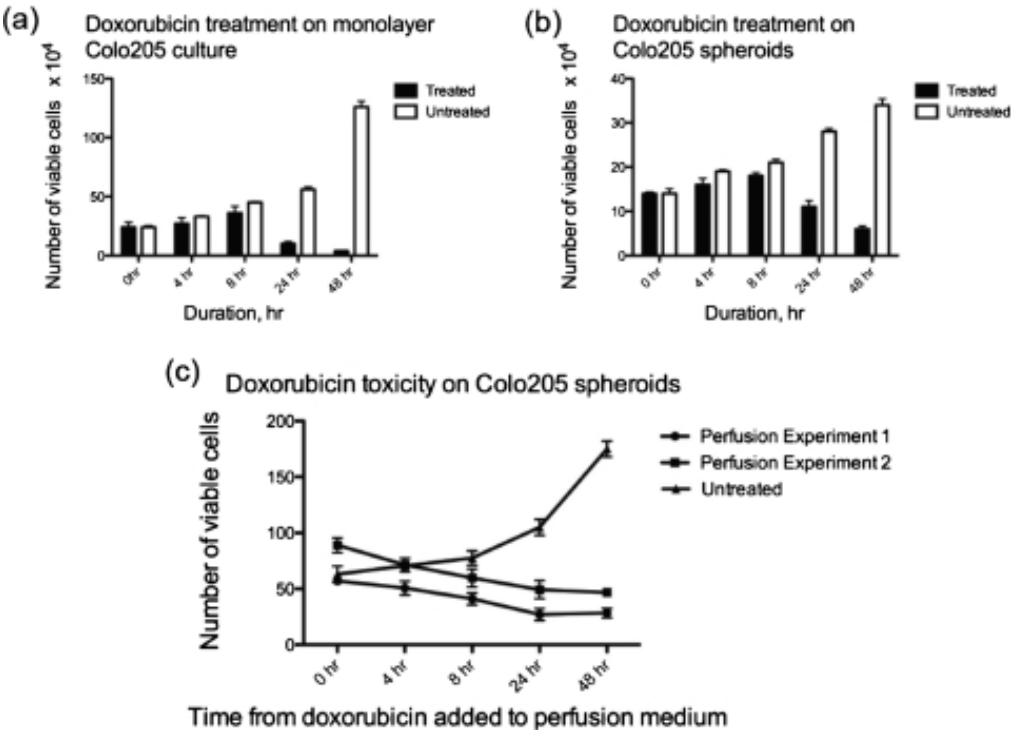 (a)
Doxorubicin treatment on monolayer
Colo205 culture
Number of viable cells x 10⁴
150
100
50
0
0hr
4 hr
8 hr
24 hr
48 hr
Duration, hr
Treated
Untreated
(b)
Doxorubicin treatment on
Colo205 spheroids
Number of viable cells x 10⁴
40
30
20
10
0
0 hr
4 hr
8 hr
24 hr
48 hr
Duration, hr
Treated
Untreated
(c)
Doxorubicin toxicity on Colo205 spheroids
Number of viable cells
200
150
100
50
0
0 hr
4 hr
8 hr
24 hr
48 hr
Time from doxorubicin added to perfusion medium
Perfusion Experiment 1
Perfusion Experiment 2
Untreated